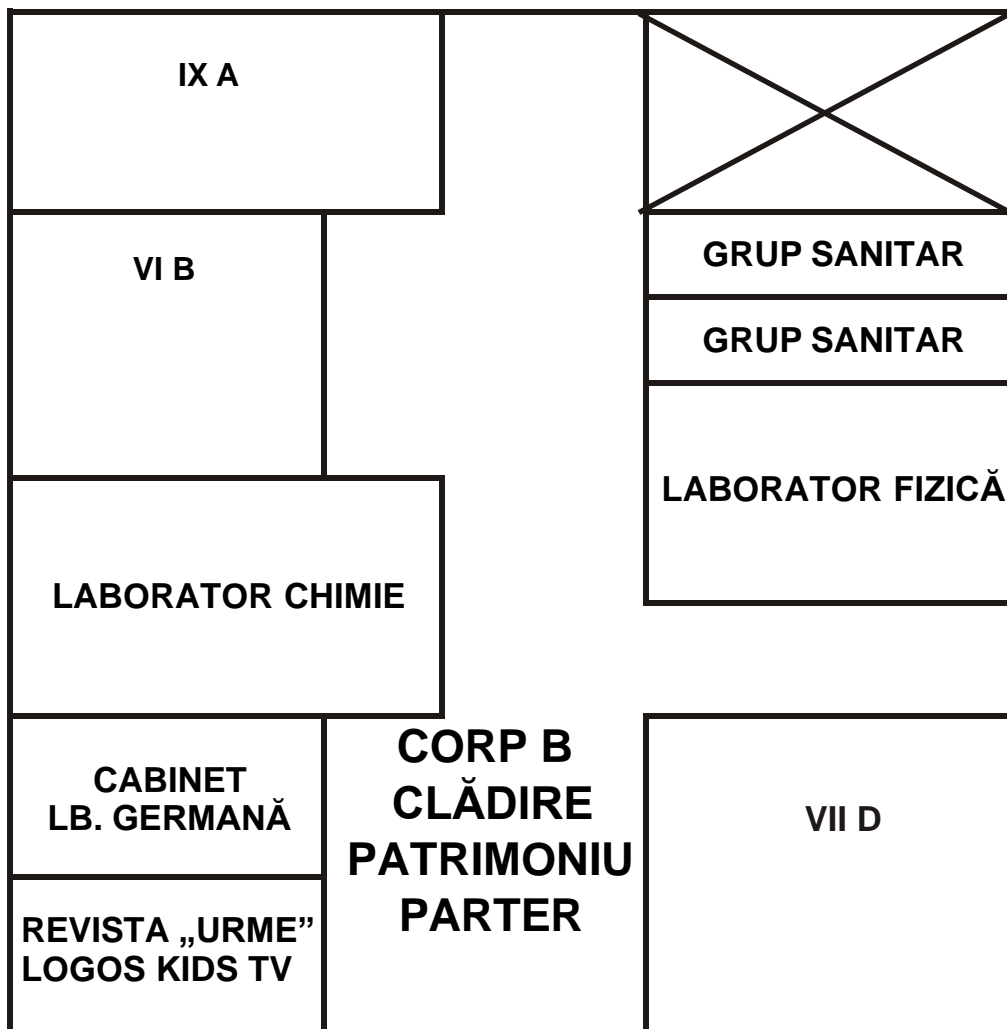 IX A
VI B
GRUP SANITAR
GRUP SANITAR
LABORATOR FIZICĂ
LABORATOR CHIMIE
CORP B
CLĂDIRE
PATRIMONIU
PARTER
CABINET
LB. GERMANĂ
VII D
REVISTA „URME”
LOGOS KIDS TV